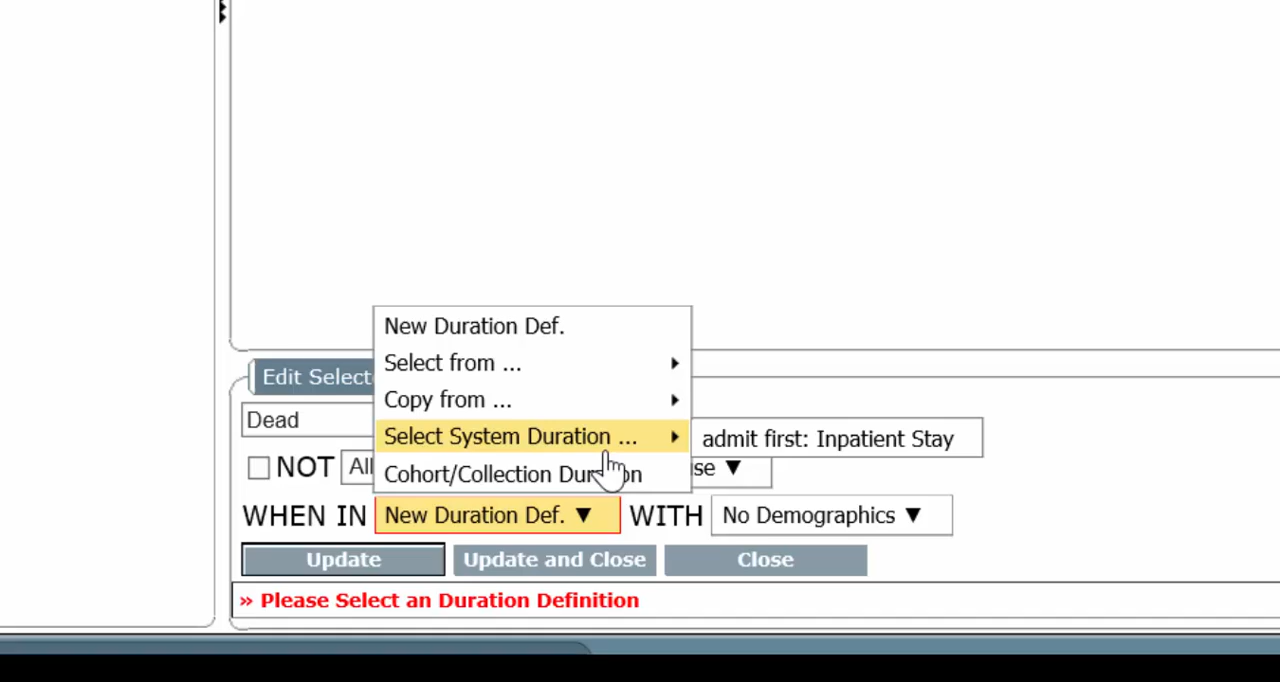 New Duration Def.
Select from ...
Edit Select
Copy from ...
Dead
Select System Duration ...
admit first: Inpatient Stay
NOT All
Cohort/Collection
se ▼
WHEN IN New Duration Def. ▼ WITH No Demographics ▼
Update Update and Close Close
» Please Select an Duration Definition